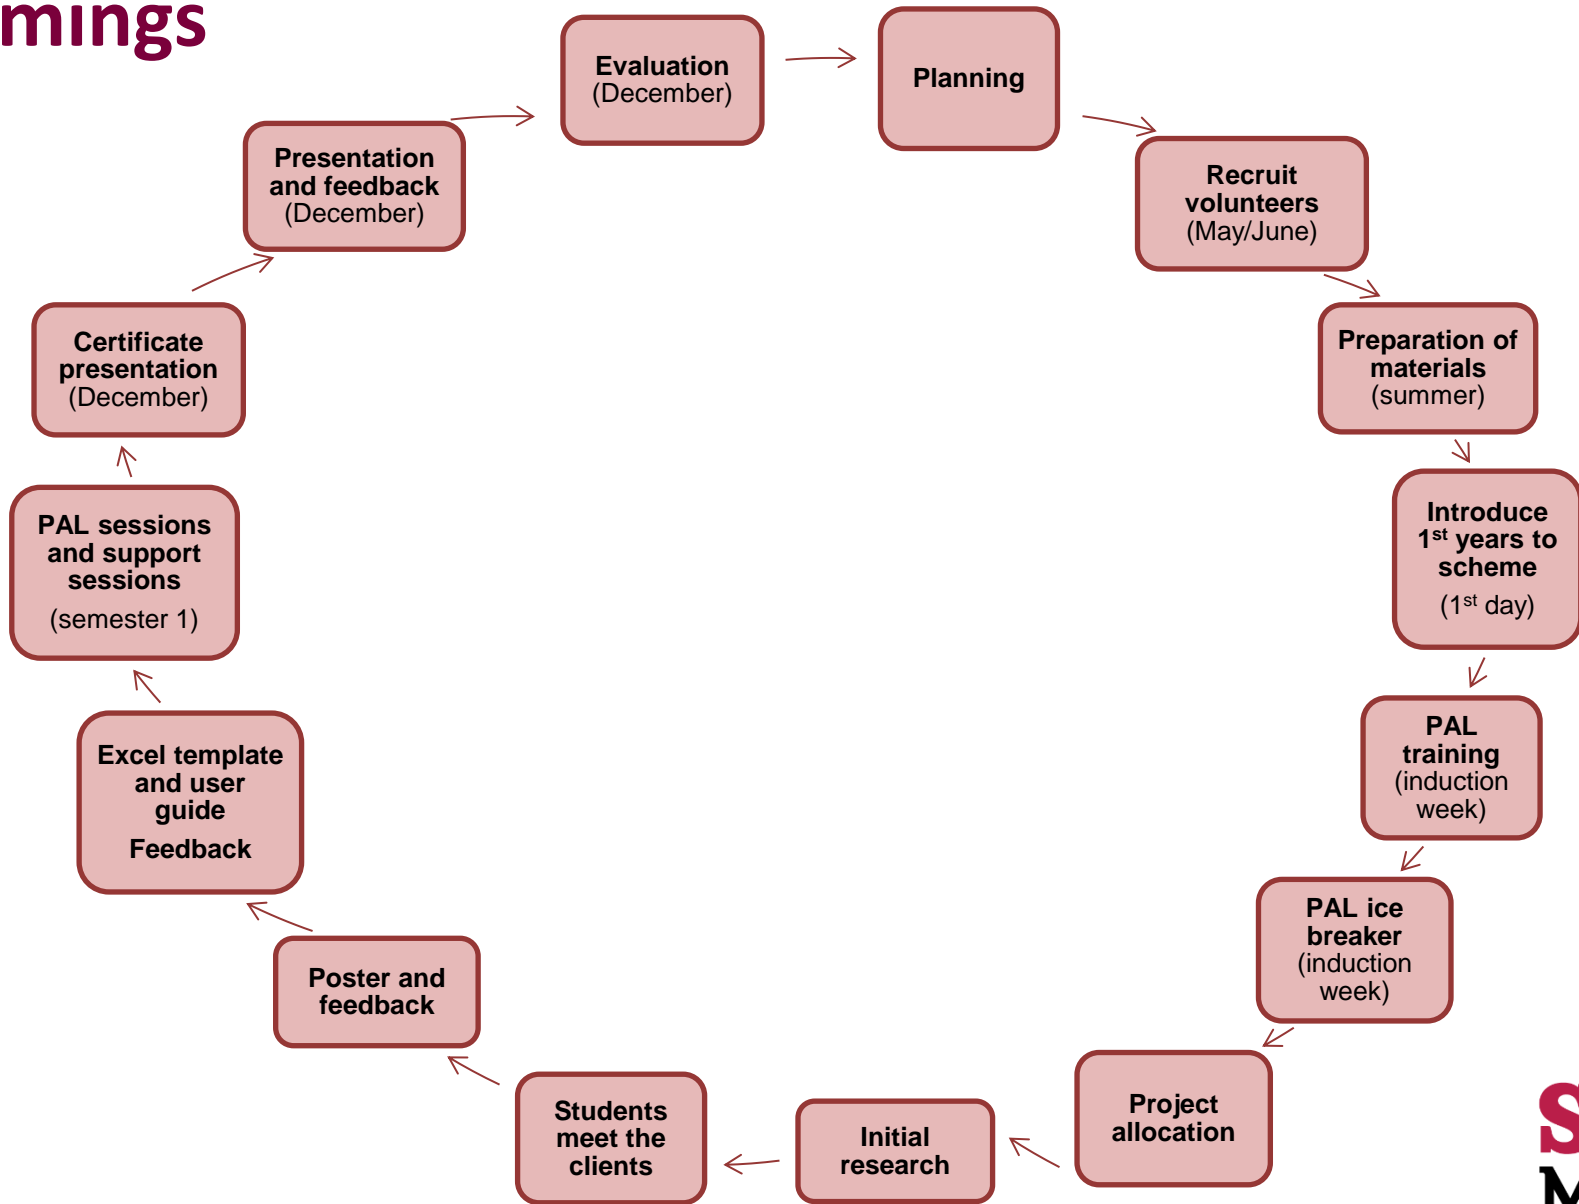 mings
Evaluation
(December)
Planning
Recruit
volunteers
(May/June)
Preparation of
materials
(summer)
Introduce
1st years to
scheme
(1st day)
PAL
training
(induction
week)
PAL ice
breaker
(induction
week)
Project
allocation
Initial
research
Students
meet the
clients
Poster and
feedback
Excel template
and user
guide
Feedback
PAL sessions
and support
sessions
(semester 1)
Certificate
presentation
(December)
Presentation
and feedback
(December)
S
M